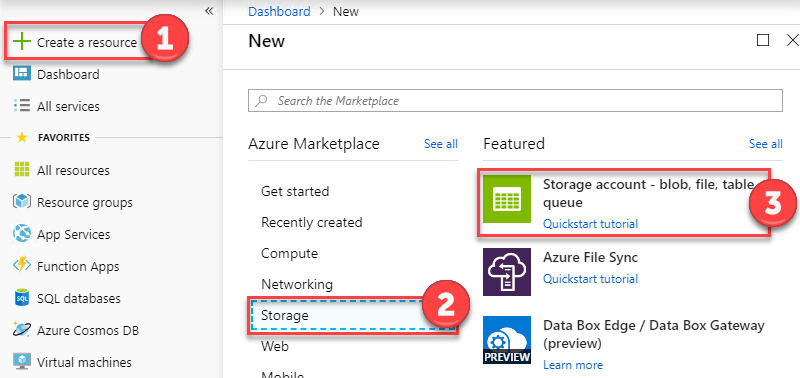 Create a resource
1
Dashboard
All services
FAVORITES
All resources
Resource groups
App Services
Function Apps
SQL databases
Azure Cosmos DB
Virtual machines
Dashboard > New
New
Search the Marketplace
Azure Marketplace
See all
Get started
Recently created
Compute
Networking
Storage
2
Web
Mobile
Featured
See all
Storage account - blob, file, table,
queue
3
Quickstart tutorial
Azure File Sync
Quickstart tutorial
Data Box Edge / Data Box Gateway
(preview)
PREVIEW
Learn more